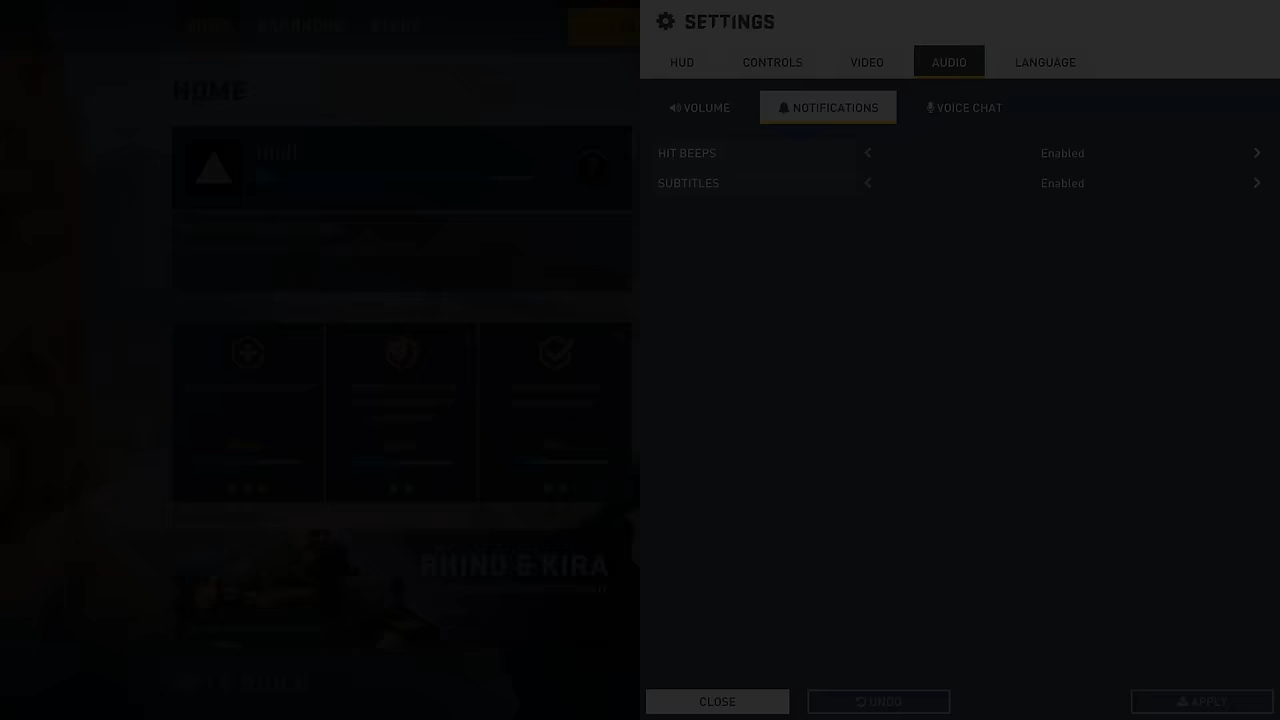 SETTINGS
HUD CONTROLS VIDEO AUDIO LANGUAGE
VOLUME NOTIFICATIONS VOICE CHAT
HIT BEEPS Enabled
SUBTITLES Enabled
HOME
RHINO & KIRA
CLOSE UNDO APPLY